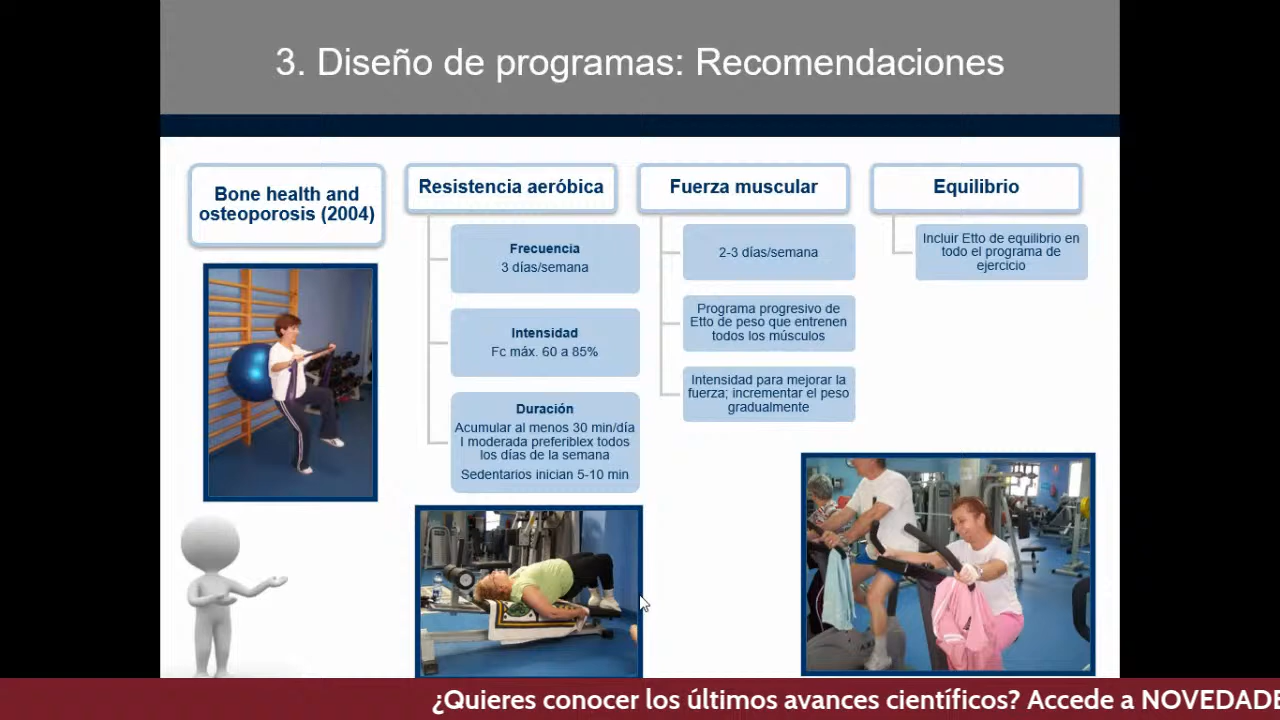 3. Diseño de programas: Recomendaciones
Bone health and
osteoporosis (2004)
Resistencia aeróbica
Frecuencia
3 días/semana
Intensidad
Fc máx. 60 a 85%
Duración
Acumular al menos 30 min/día
I moderada preferiblex todos
los días de la semana
Sedentarios inician 5-10 min
Fuerza muscular
2-3 días/semana
Programa progresivo de
Etto de peso que entrenen
todos los músculos
Intensidad para mejorar la
fuerza; incrementar el peso
gradualmente
Equilibrio
Incluir Etto de equilibrio en
todo el programa de
ejercicio
¿Quieres conocer los últimos avances científicos? Accede a NOVEDADE